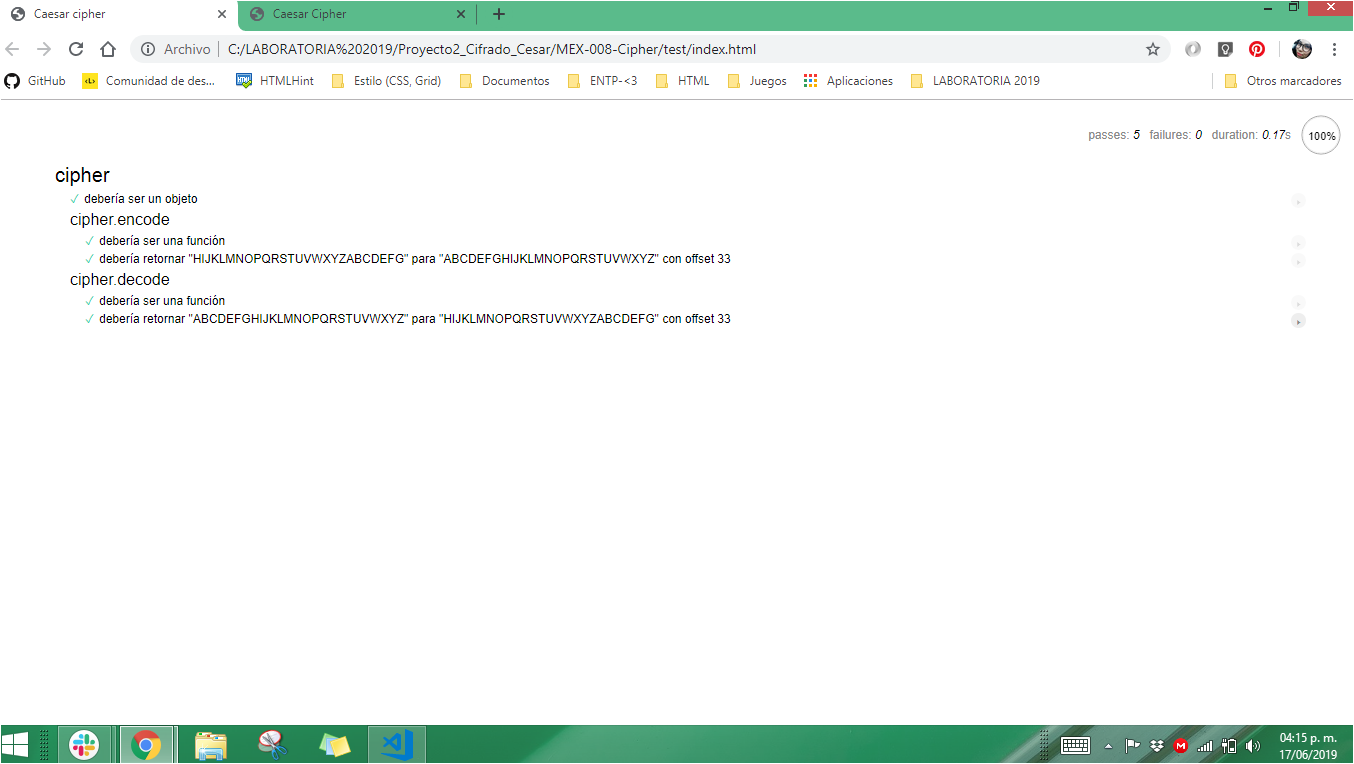 Caesar cipher
Caesar Cipher
Archivo
C:/LABORATORIA%202019/Proyecto2_Cifrado_Cesar/MEX-008-Cipher/test/index.html
GitHub
Comunidad de des...
HTMLHint
Estilo (CSS, Grid)
Documentos
ENTP-<3
HTML
Juegos
Aplicaciones
LABORATORIA 2019
Otros marcadores
passes: 5 failures: 0 duration: 0.17s 100%
cipher
✓ debería ser un objeto
cipher.encode
✓ debería ser una función
✓ debería retornar "HIJKLMNOPQRSTUVWXYZABCDEFG" para "ABCDEFGHIJKLMNOPQRSTUVWXYZ" con offset 33
cipher.decode
✓ debería ser una función
✓ debería retornar "ABCDEFGHIJKLMNOPQRSTUVWXYZ" para "HIJKLMNOPQRSTUVWXYZABCDEFG" con offset 33
04:15 p. m.
17/06/2019